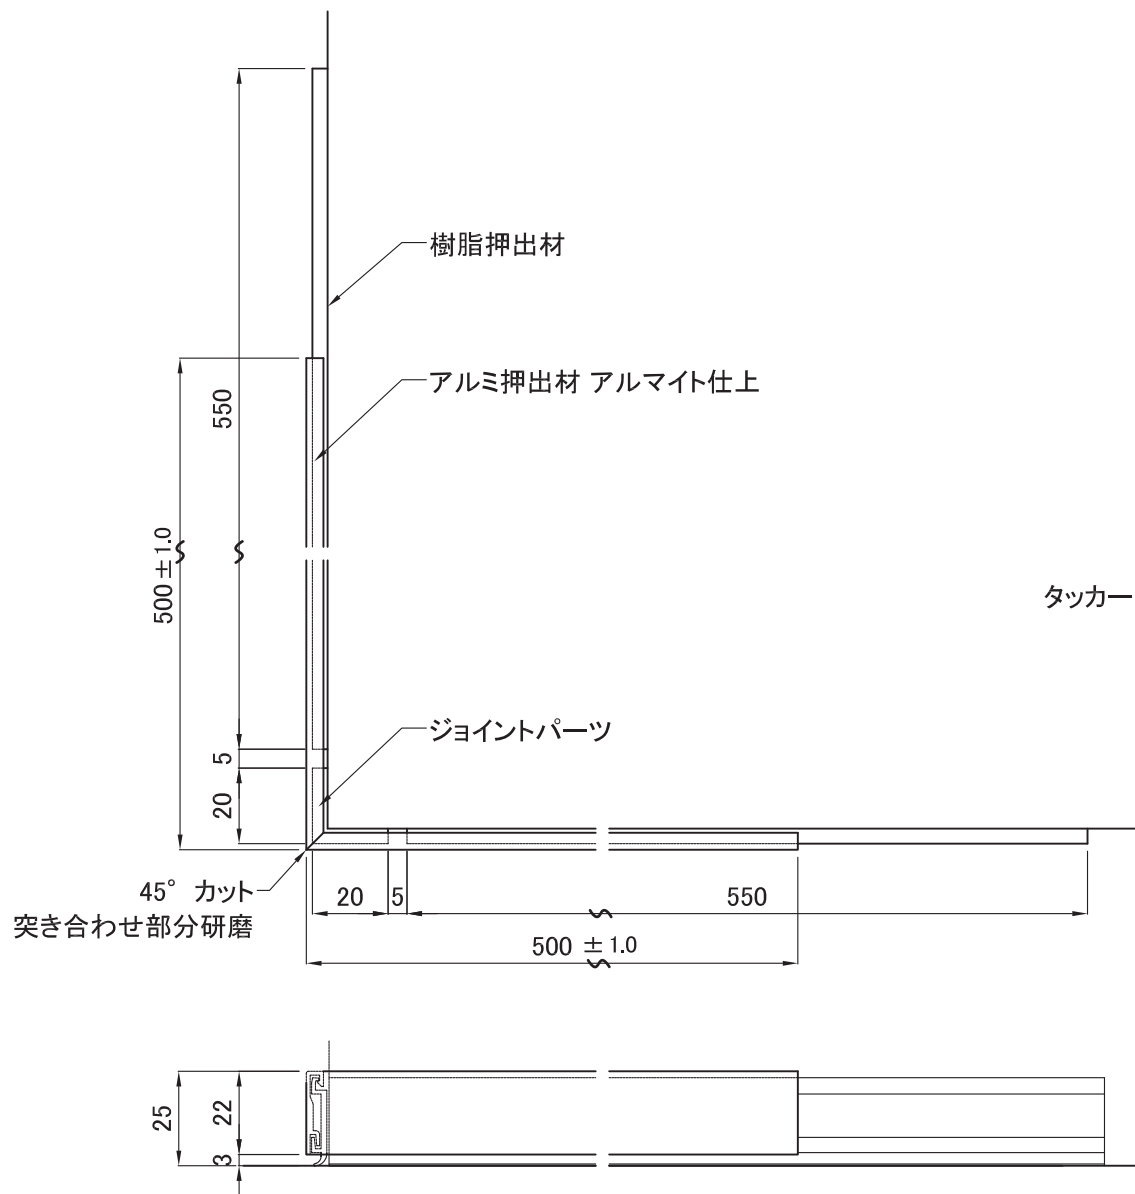 樹脂押出材
アルミ押出材 アルマイト仕上
550
500±1.0
タッカー
ジョイントパーツ
5
20
45° カット
突き合わせ部分研磨
20
5
550
500 ±1.0
25
22
3